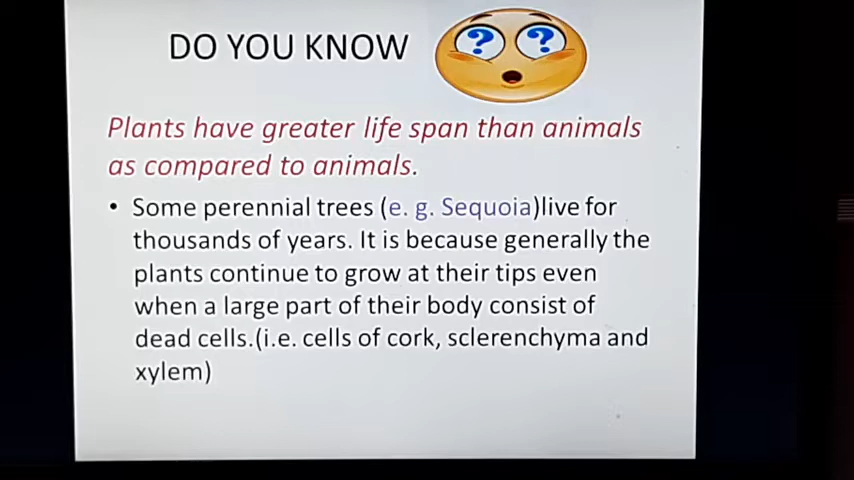 DO YOU KNOW
? ?
Plants have greater life span than animals
as compared to animals.
• Some perennial trees (e. g. Sequoia)live for
thousands of years. It is because generally the
plants continue to grow at their tips even
when a large part of their body consist of
dead cells.(i.e. cells of cork, sclerenchyma and
xylem)